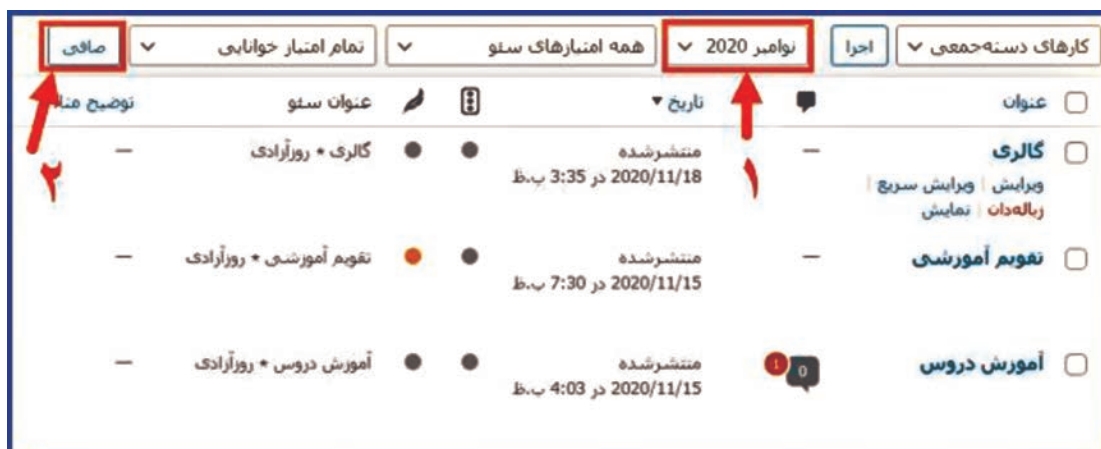 کارهای دسته‌جمعی اجرا نوامبر 2020 همه امتیازهای سئو تمام امتیاز خوانایی صافی
عنوان تاریخ عنوان سئو توضیح متا
۱
۲
گالری — منتشرشده گالری * روزآرادی —
2020/11/18 در 3:35 ب.ظ
ویرایش | ویرایش سریع |
زباله‌دان | نمایش
تقویم آموزشی — منتشرشده تقویم آموزشی * روزآرادی —
2020/11/15 در 7:30 ب.ظ
آموزش دروس 0 1 منتشرشده آموزش دروس * روزآرادی —
2020/11/15 در 4:03 ب.ظ